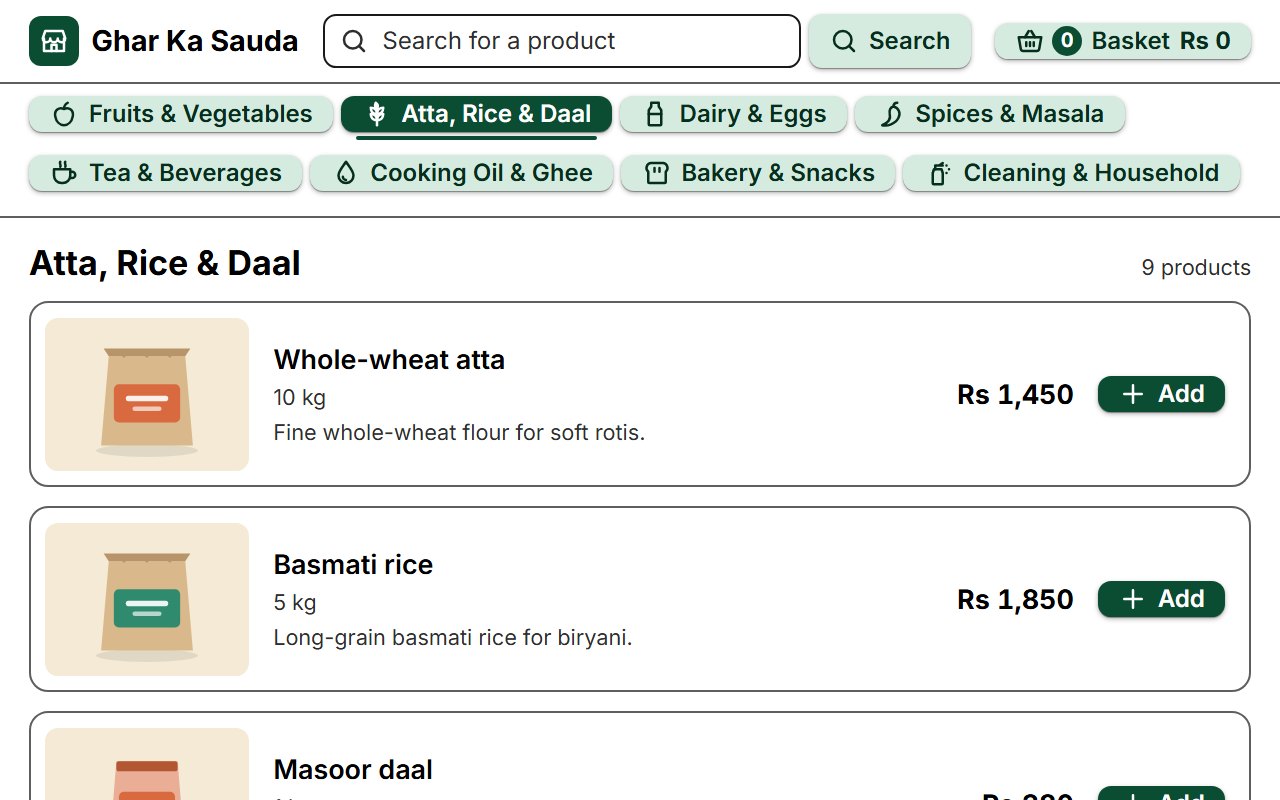 Ghar Ka Sauda
Search for a product
Search
0 Basket Rs 0
Fruits & Vegetables
Atta, Rice & Daal
Dairy & Eggs
Spices & Masala
Tea & Beverages
Cooking Oil & Ghee
Bakery & Snacks
Cleaning & Household
Atta, Rice & Daal
9 products
Whole-wheat atta
10 kg
Fine whole-wheat flour for soft rotis.
Rs 1,450
Add
Basmati rice
5 kg
Long-grain basmati rice for biryani.
Rs 1,850
Add
Masoor daal